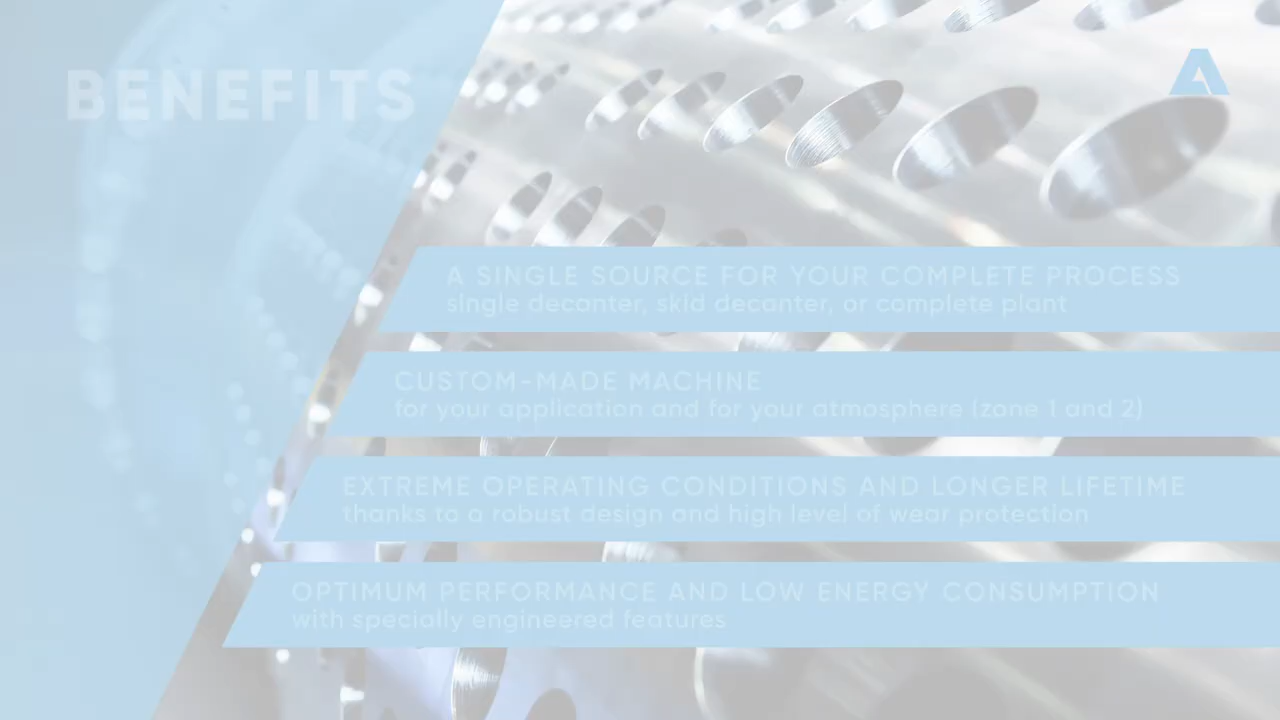 BENEFITS
A SINGLE SOURCE FOR YOUR COMPLETE PROCESS
single decanter, skid decanter, or complete plant
CUSTOM-MADE MACHINE
for your application and for your atmosphere (zone 1 and 2)
EXTREME OPERATING CONDITIONS AND LONGER LIFETIME
thanks to a robust design and high level of wear protection
OPTIMUM PERFORMANCE AND LOW ENERGY CONSUMPTION
with specially engineered features